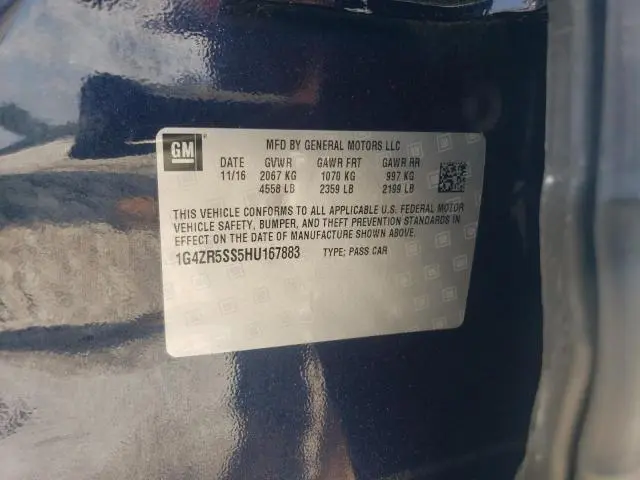 GM MFD BY GENERAL MOTORS LLC
DATE GVWR GAWR FRT GAWR RR
11/16 2067 KG 1070 KG 997 KG
4558 LB 2359 LB 2199 LB
THIS VEHICLE CONFORMS TO ALL APPLICABLE U.S. FEDERAL MOTOR
VEHICLE SAFETY, BUMPER, AND THEFT PREVENTION STANDARDS IN
EFFECT ON THE DATE OF MANUFACTURE SHOWN ABOVE.
1G4ZR5SS5HU167883 TYPE: PASS CAR